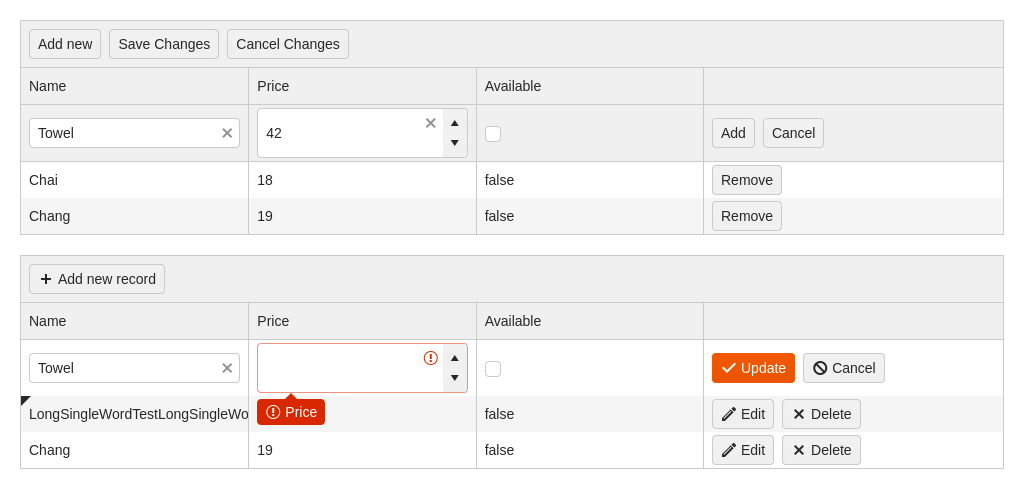 Add new Save Changes Cancel Changes
Name Price Available
Towel 42 Add Cancel
Chai 18 false Remove
Chang 19 false Remove
Add new record
Name Price Available
Towel Update Cancel
LongSingleWordTestLongSingleWo Price false Edit Delete
Chang 19 false Edit Delete